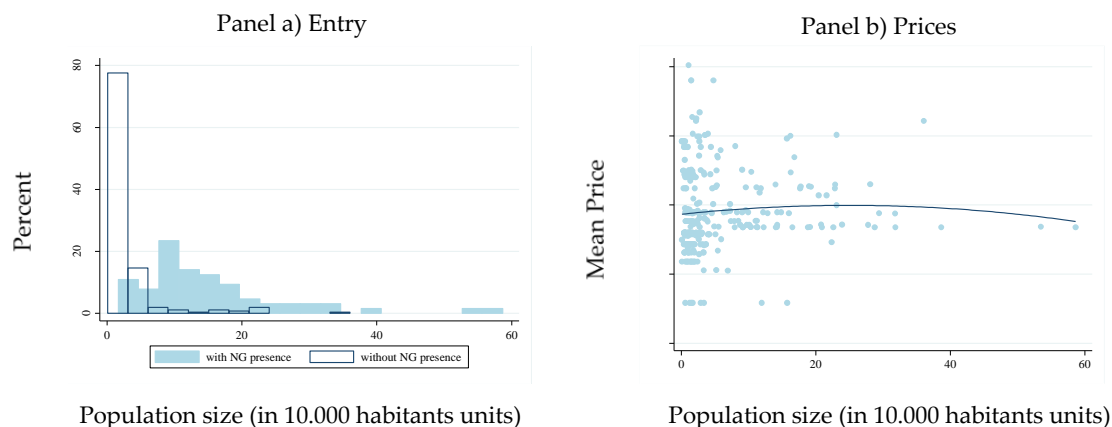 Panel a) Entry
Percent
80
60
40
20
0
0 20 40 60
with NG presence without NG presence
Population size (in 10.000 habitants units)
Panel b) Prices
Mean Price
0 20 40 60
Population size (in 10.000 habitants units)